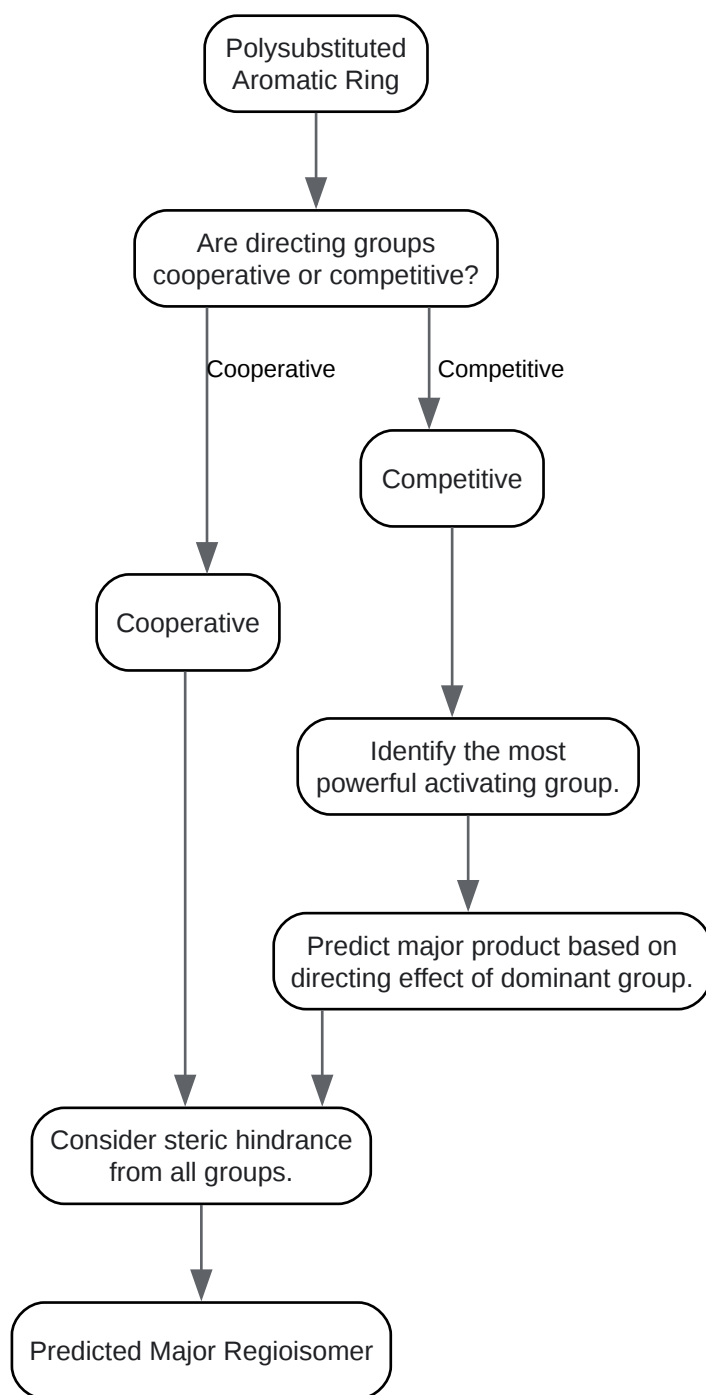 Polysubstituted
Aromatic Ring
Are directing groups
cooperative or competitive?
Cooperative
Competitive
Competitive
Cooperative
Identify the most
powerful activating group.
Predict major product based on
directing effect of dominant group.
Consider steric hindrance
from all groups.
Predicted Major Regioisomer